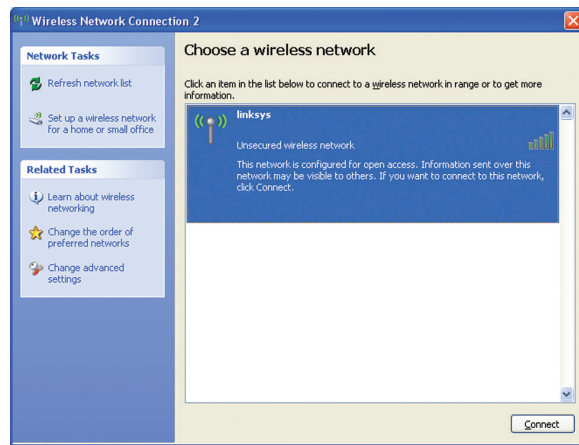 Wireless Network Connection 2
Network Tasks
Refresh network list
Set up a wireless network
for a home or small office
Related Tasks
Learn about wireless
networking
Change the order of
preferred networks
Change advanced
settings
Choose a wireless network
Click an item in the list below to connect to a wireless network in range or to get more
information.
linksys
Unsecured wireless network
This network is configured for open access. Information sent over this
network may be visible to others. If you want to connect to this network,
click Connect.
Connect